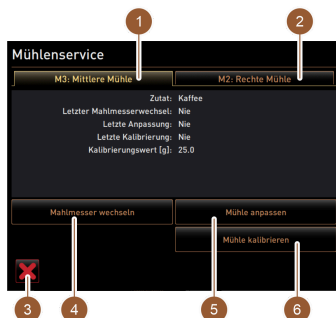 1
2
Mühlenservice
M3: Mittlere Mühle
M2: Rechte Mühle
Zutat: Kaffee
Letzter Mahlmesserwechsel: Nie
Letzte Anpassung: Nie
Letzte Kalibrierung: Nie
Kalibrierungswert [g]: 25.0
Mahlmesser wechseln
Mühle anpassen
Mühle kalibrieren
3
4
5
6